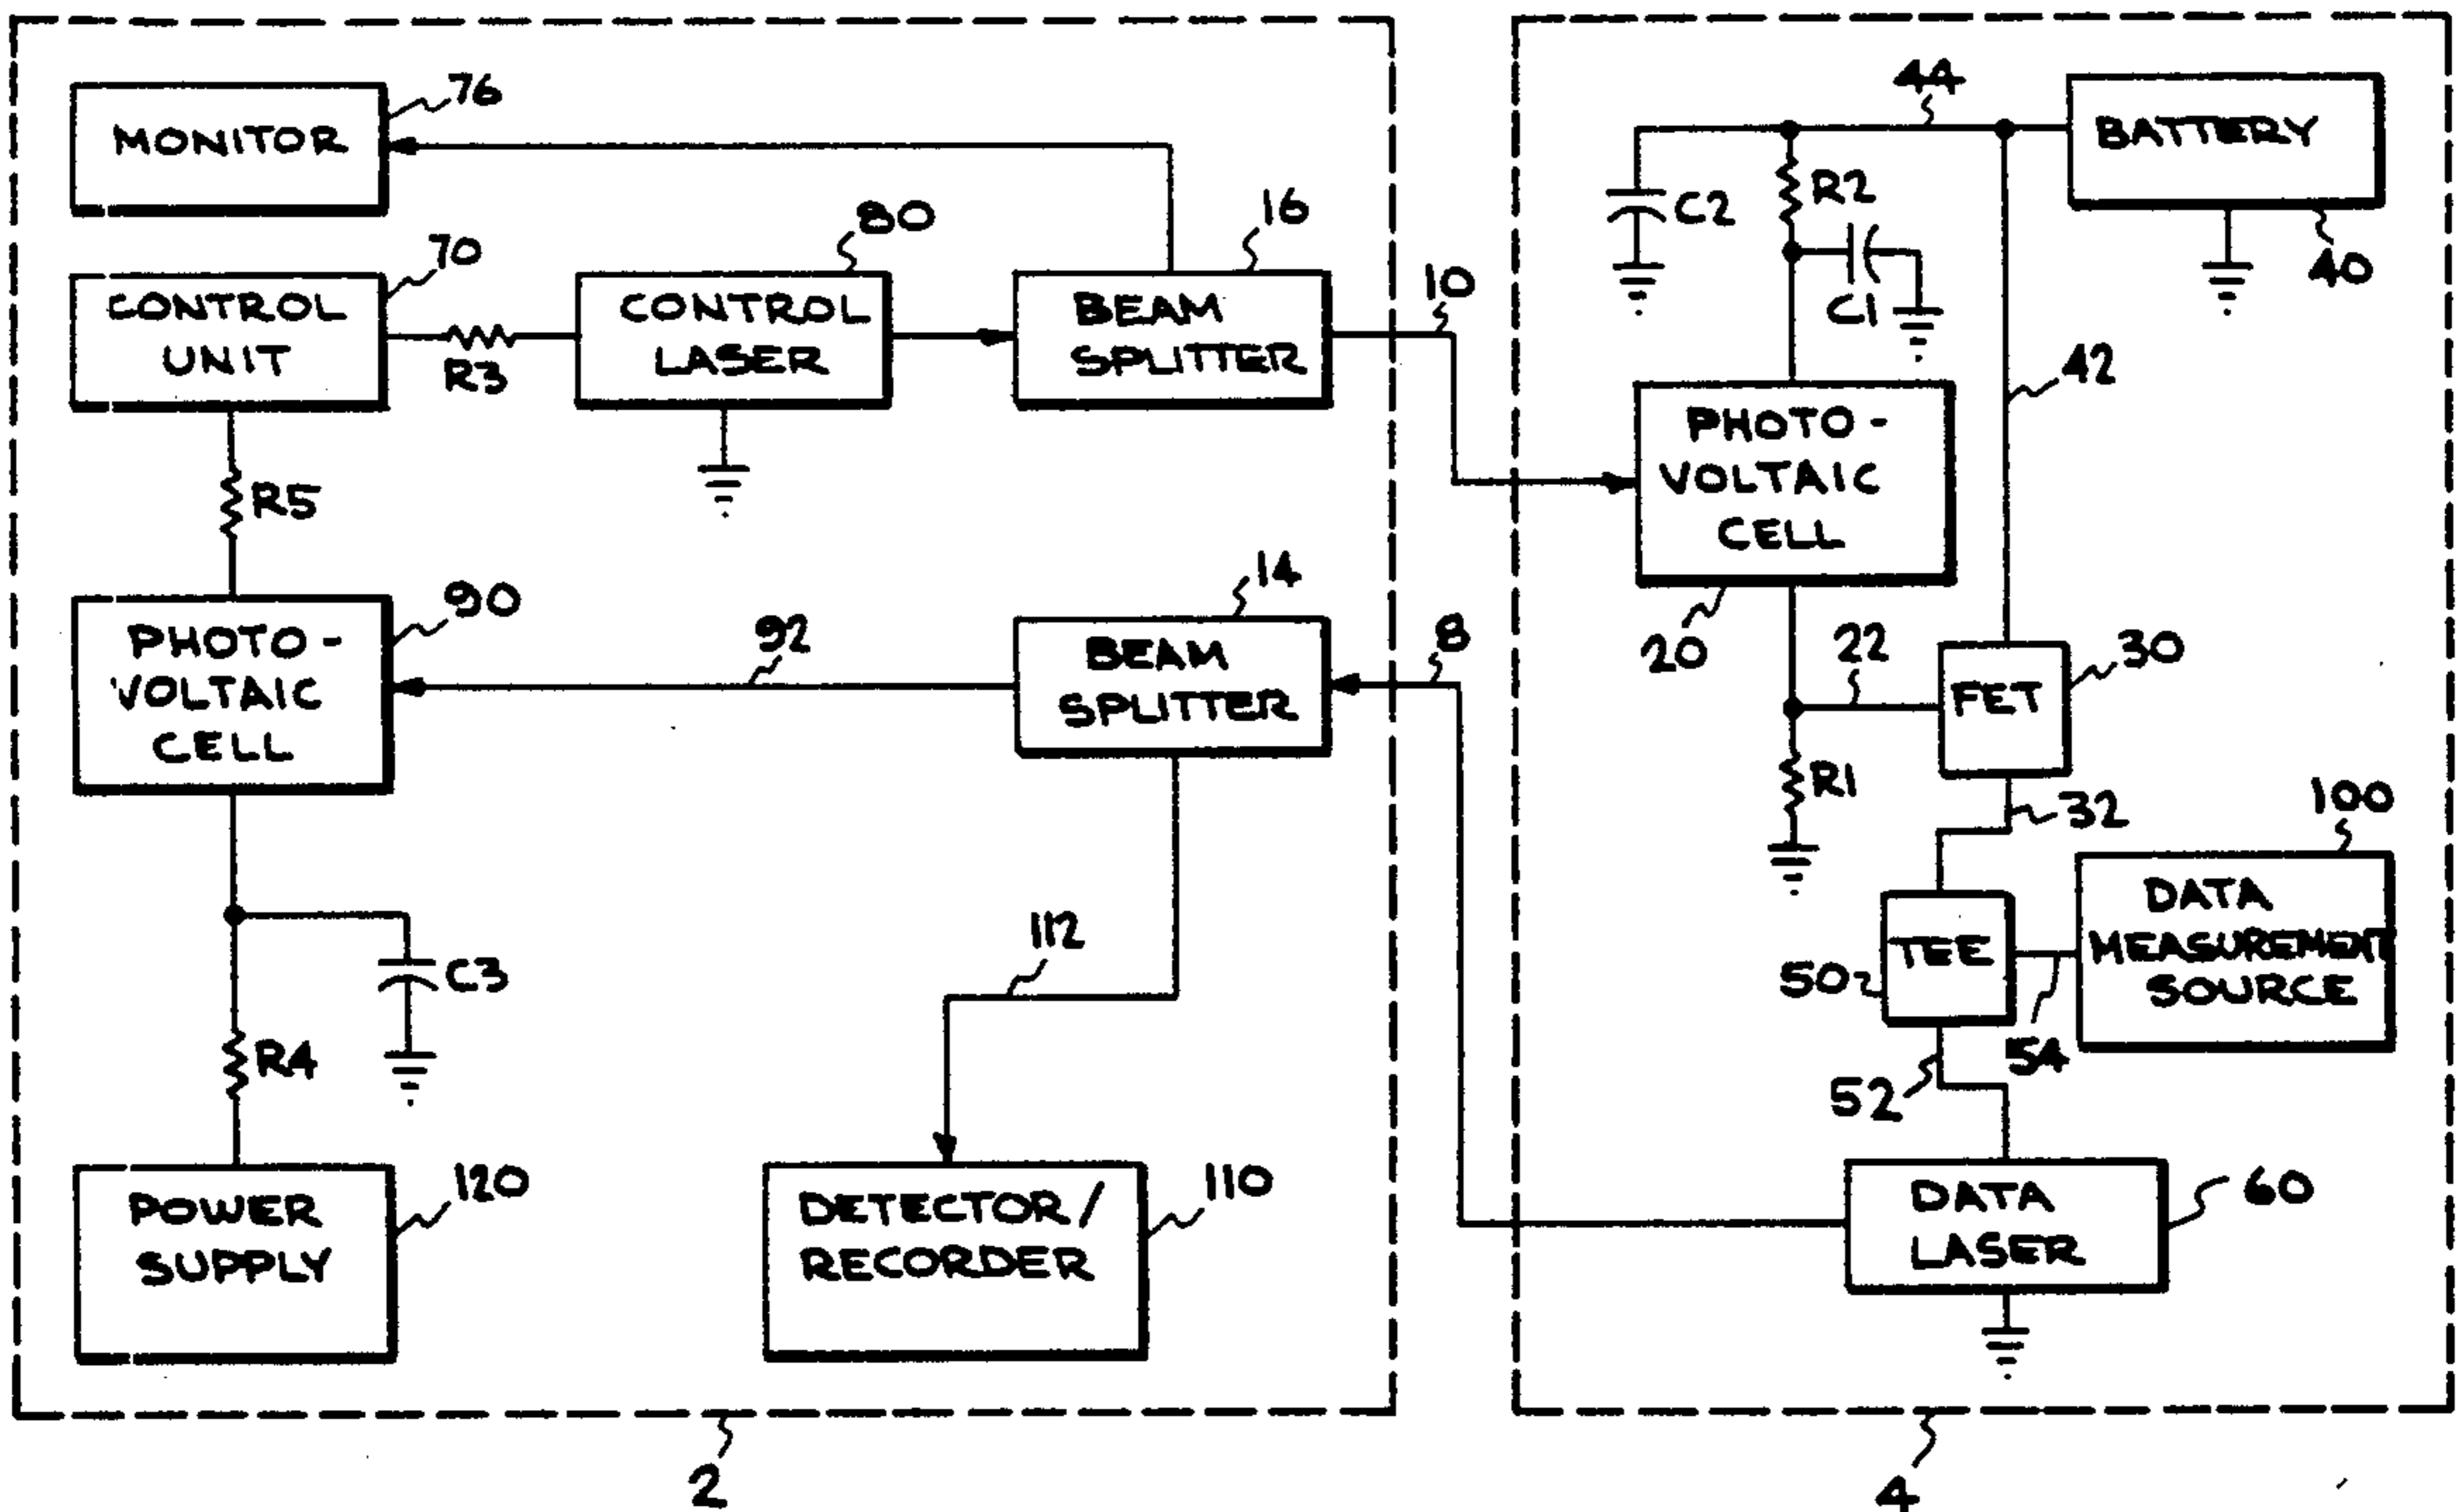 MONITOR
76
CONTROL
UNIT
70
R3
CONTROL
LASER
80
BEAM
SPLITTER
16
10
R5
PHOTO-
VOLTAIC
CELL
90
92
BEAM
SPLITTER
14
8
C3
R4
112
POWER
SUPPLY
120
DETECTOR/
RECORDER
110
2
44
BATTERY
40
C2
R2
C1
42
PHOTO-
VOLTAIC
CELL
20
22
FET
30
R1
32
100
DATA
MEASUREMENT
SOURCE
TEE
50
54
52
DATA
LASER
60
4